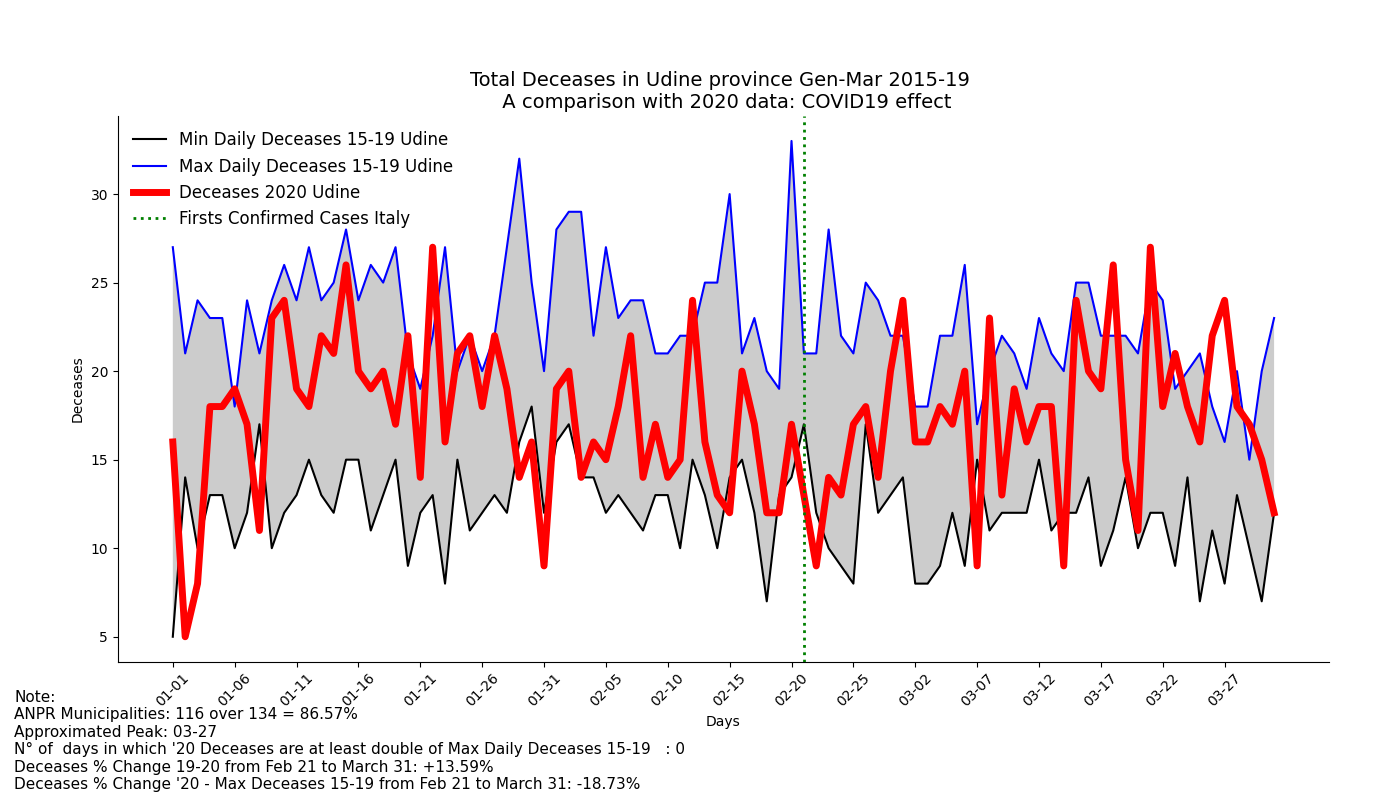 Total Deceases in Udine province Gen-Mar 2015-19
A comparison with 2020 data: COVID19 effect
Min Daily Deceases 15-19 Udine
Max Daily Deceases 15-19 Udine
Deceases 2020 Udine
Firsts Confirmed Cases Italy
30
25
20
15
10
5
Deceases
01-01 01-06 01-11 01-16 01-21 01-26 01-31 02-05 02-10 02-15 02-20 02-25 03-02 03-07 03-12 03-17 03-22 03-27
Days
Note:
ANPR Municipalities: 116 over 134 = 86.57%
Approximated Peak: 03-27
N° of  days in which '20 Deceases are at least double of Max Daily Deceases 15-19   : 0
Deceases % Change 19-20 from Feb 21 to March 31: +13.59%
Deceases % Change '20 - Max Deceases 15-19 from Feb 21 to March 31: -18.73%